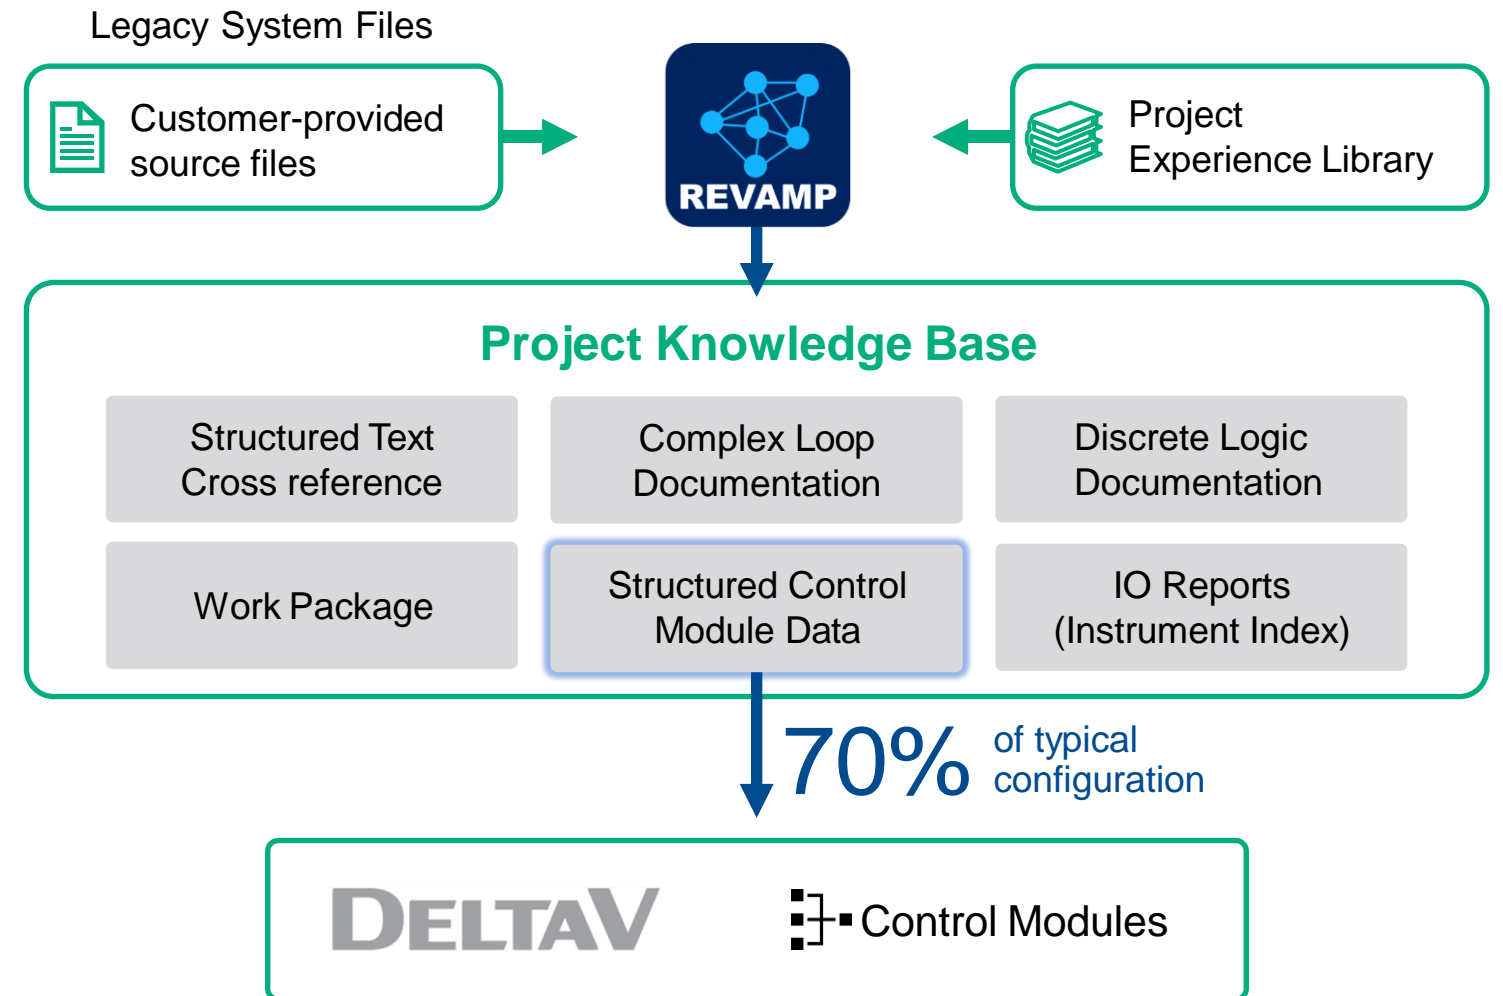 Legacy System Files
Customer-provided
source files
REVAMP
Project
Experience Library
Project Knowledge Base
Structured Text
Cross reference
Complex Loop
Documentation
Discrete Logic
Documentation
Work Package
Structured Control
Module Data
IO Reports
(Instrument Index)
70%
of typical
configuration
DELTAV
Control Modules